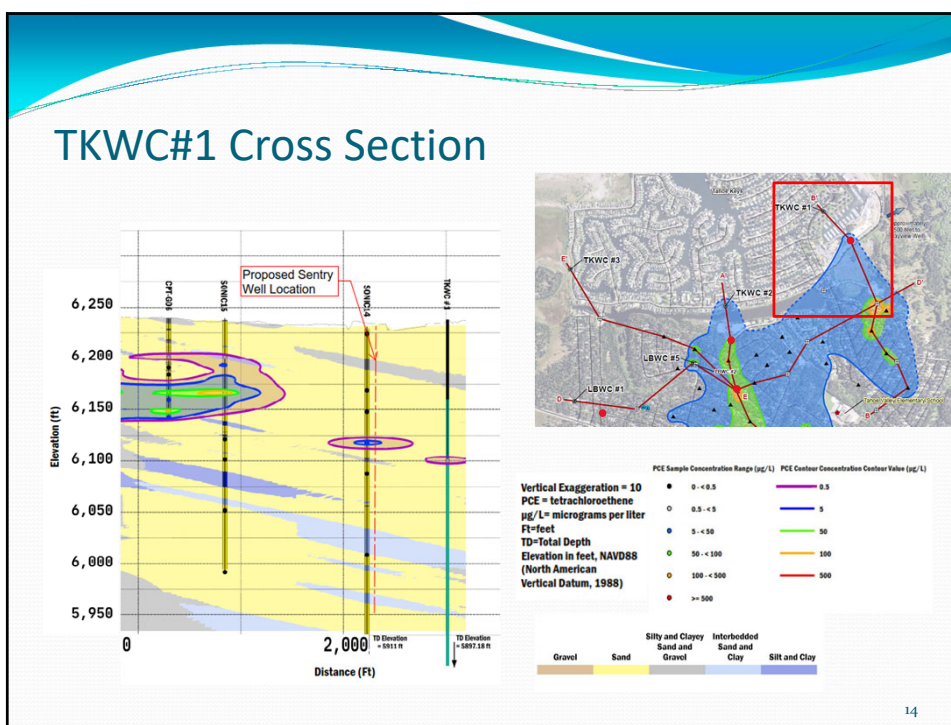 TKWC#1 Cross Section
Proposed Sentry
Well Location
CPT-G39
SONIC15
SONIC14
TKWC #1
6,250
6,200
6,150
6,100
6,050
6,000
5,950
Elevation (ft)
0
2,000
TD Elevation
= 5911 ft
TD Elevation
= 5897.18 ft
Distance (Ft)
Tahoe Keys
B'
TKWC #1
E'
TKWC #3
A'
TKWC #2
D'
LBWC #5
LBWC #1
D
E
B
Tahoe Valley Elementary School
Vertical Exaggeration = 10
PCE = tetrachloroethene
µg/L= micrograms per liter
Ft=feet
TD=Total Depth
Elevation in feet, NAVD88
(North American
Vertical Datum, 1988)
PCE Sample Concentration Range (µg/L)
0 - < 0.5
0.5 - < 5
5 - < 50
50 - < 100
100 - < 500
>= 500
PCE Contour Concentration Contour Value (µg/L)
0.5
5
50
100
500
Gravel
Sand
Silty and Clayey
Sand and
Gravel
Interbedded
Sand and
Clay
Silt and Clay
14